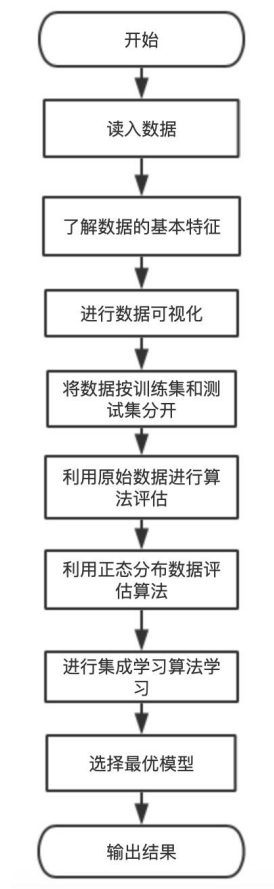 开始
读入数据
了解数据的基本特征
进行数据可视化
将数据按训练集和测
试集分开
利用原始数据进行算
法评估
利用正态分布数据评
估算法
进行集成学习算法学
习
选择最优模型
输出结果